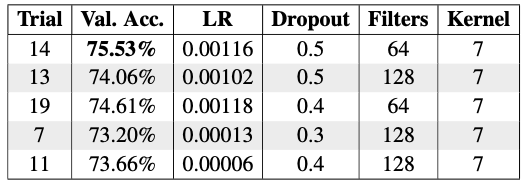 Trial Val. Acc. LR Dropout Filters Kernel
14 75.53% 0.00116 0.5 64 7
13 74.06% 0.00102 0.5 128 7
19 74.61% 0.00118 0.4 64 7
7 73.20% 0.00013 0.3 128 7
11 73.66% 0.00006 0.4 128 7